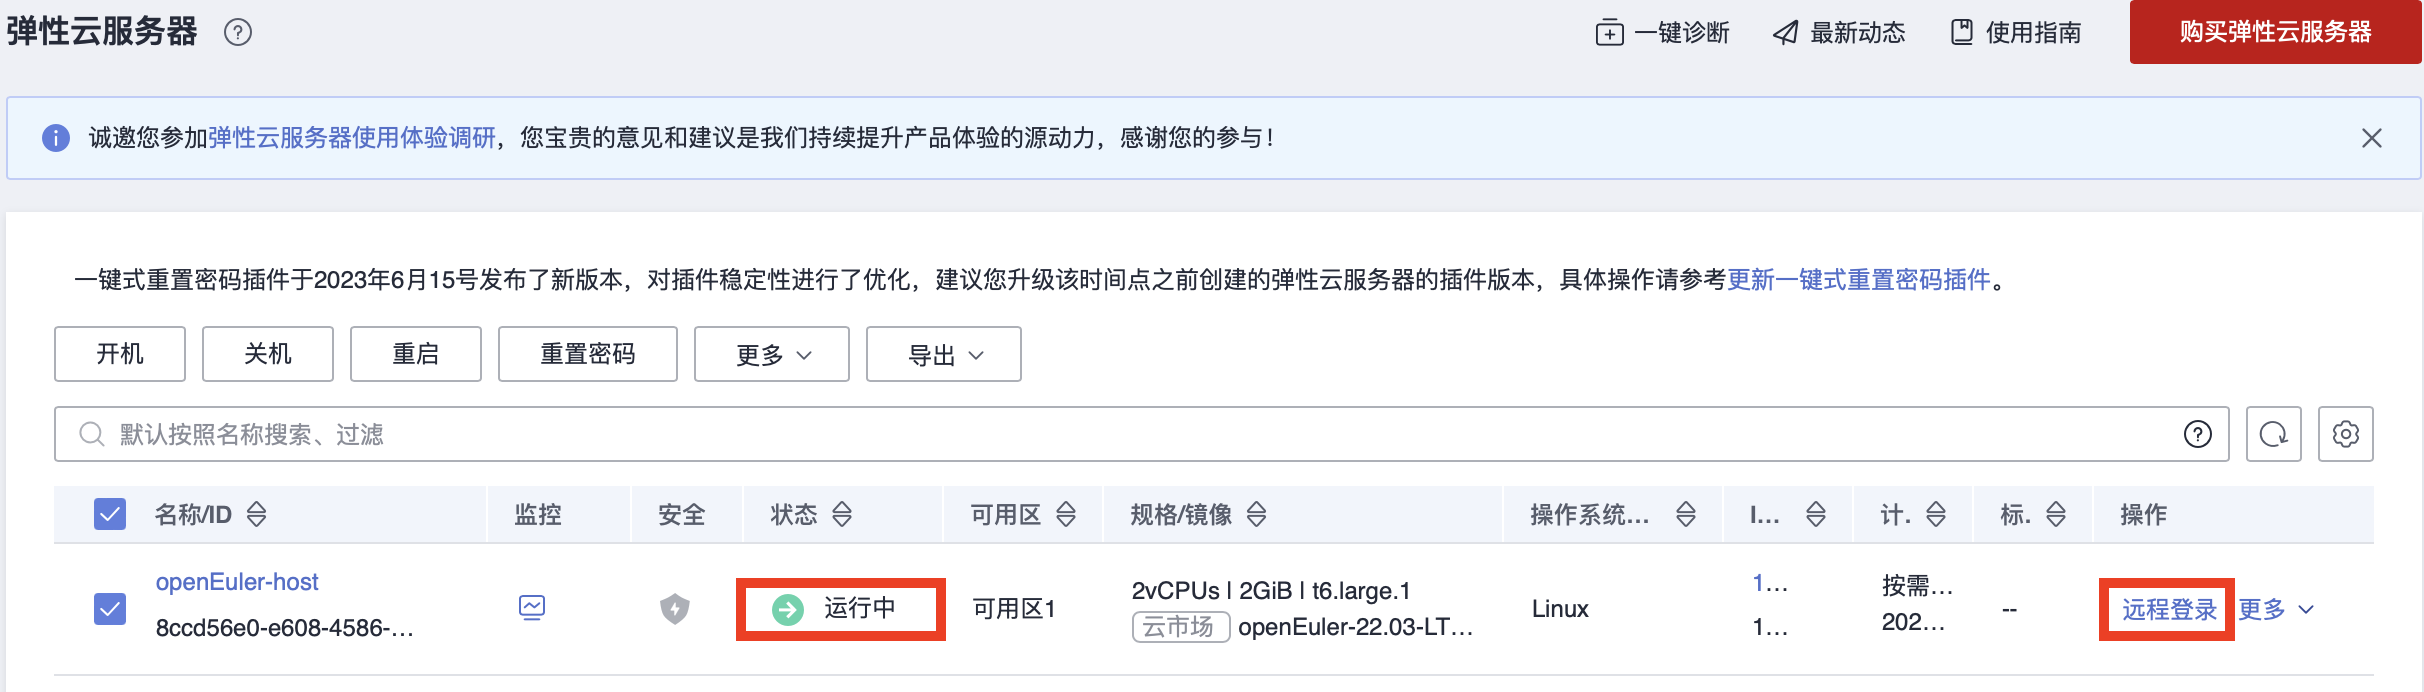 弹性云服务器
一键诊断 最新动态 使用指南 购买弹性云服务器
诚邀您参加弹性云服务器使用体验调研，您宝贵的意见和建议是我们持续提升产品体验的源动力，感谢您的参与！
一键式重置密码插件于2023年6月15号发布了新版本，对插件稳定性进行了优化，建议您升级该时间点之前创建的弹性云服务器的插件版本，具体操作请参考更新一键式重置密码插件。
开机 关机 重启 重置密码 更多 导出
默认按照名称搜索、过滤
名称/ID 监控 安全 状态 可用区 规格/镜像 操作系统... I... 计. 标. 操作
openEuler-host
8ccd56e0-e608-4586-...
运行中
可用区1
2vCPUs | 2GiB | t6.large.1
云市场 openEuler-22.03-LT...
Linux
1...
1...
按需...
202...
--
远程登录 更多